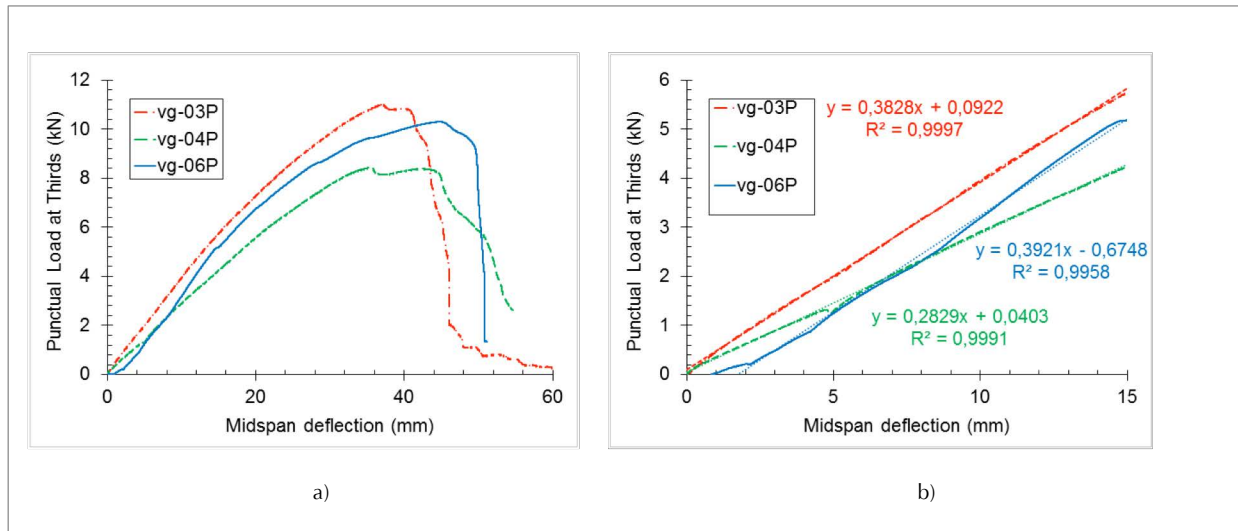 12
10
8
6
4
2
0
0
20
40
60
Punctual Load at Thirds (kN)
Midspan deflection (mm)
vg-03P
vg-04P
vg-06P
a)
6
5
4
3
2
1
0
0
5
10
15
Punctual Load at Thirds (kN)
Midspan deflection (mm)
vg-03P
vg-04P
vg-06P
y = 0,3828x + 0,0922
R² = 0,9997
y = 0,3921x - 0,6748
R² = 0,9958
y = 0,2829x + 0,0403
R² = 0,9991
b)